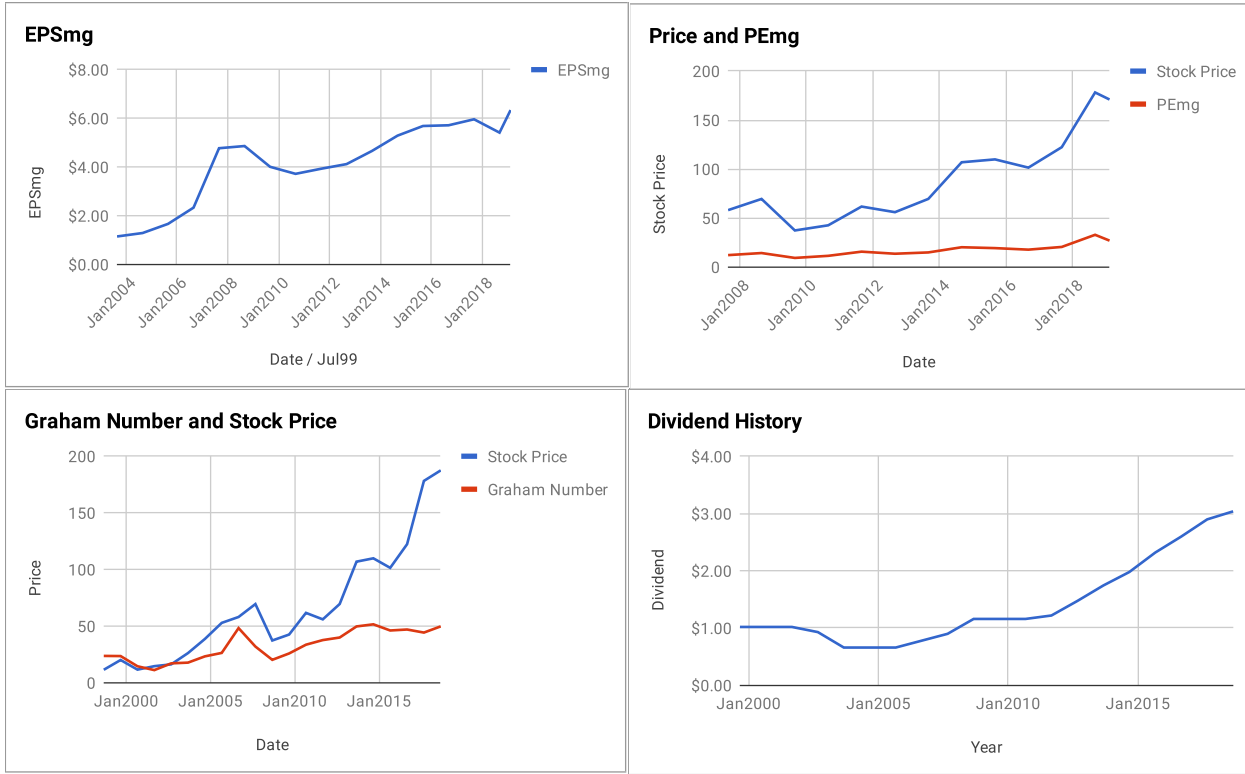 EPSmg
EPSmg
$8.00
$6.00
$4.00
$2.00
$0.00
EPSmg
Jan2004
Jan2006
Jan2008
Jan2010
Jan2012
Jan2014
Jan2016
Jan2018
Date / Jul99
Price and PEmg
Stock Price
PEmg
200
150
100
50
0
Stock Price
Jan2008
Jan2010
Jan2012
Jan2014
Jan2016
Jan2018
Date
Graham Number and Stock Price
Stock Price
Graham Number
200
150
100
50
0
Price
Jan2000 Jan2005 Jan2010 Jan2015
Date
Dividend History
$4.00
$3.00
$2.00
$1.00
$0.00
Dividend
Jan2000 Jan2005 Jan2010 Jan2015
Year